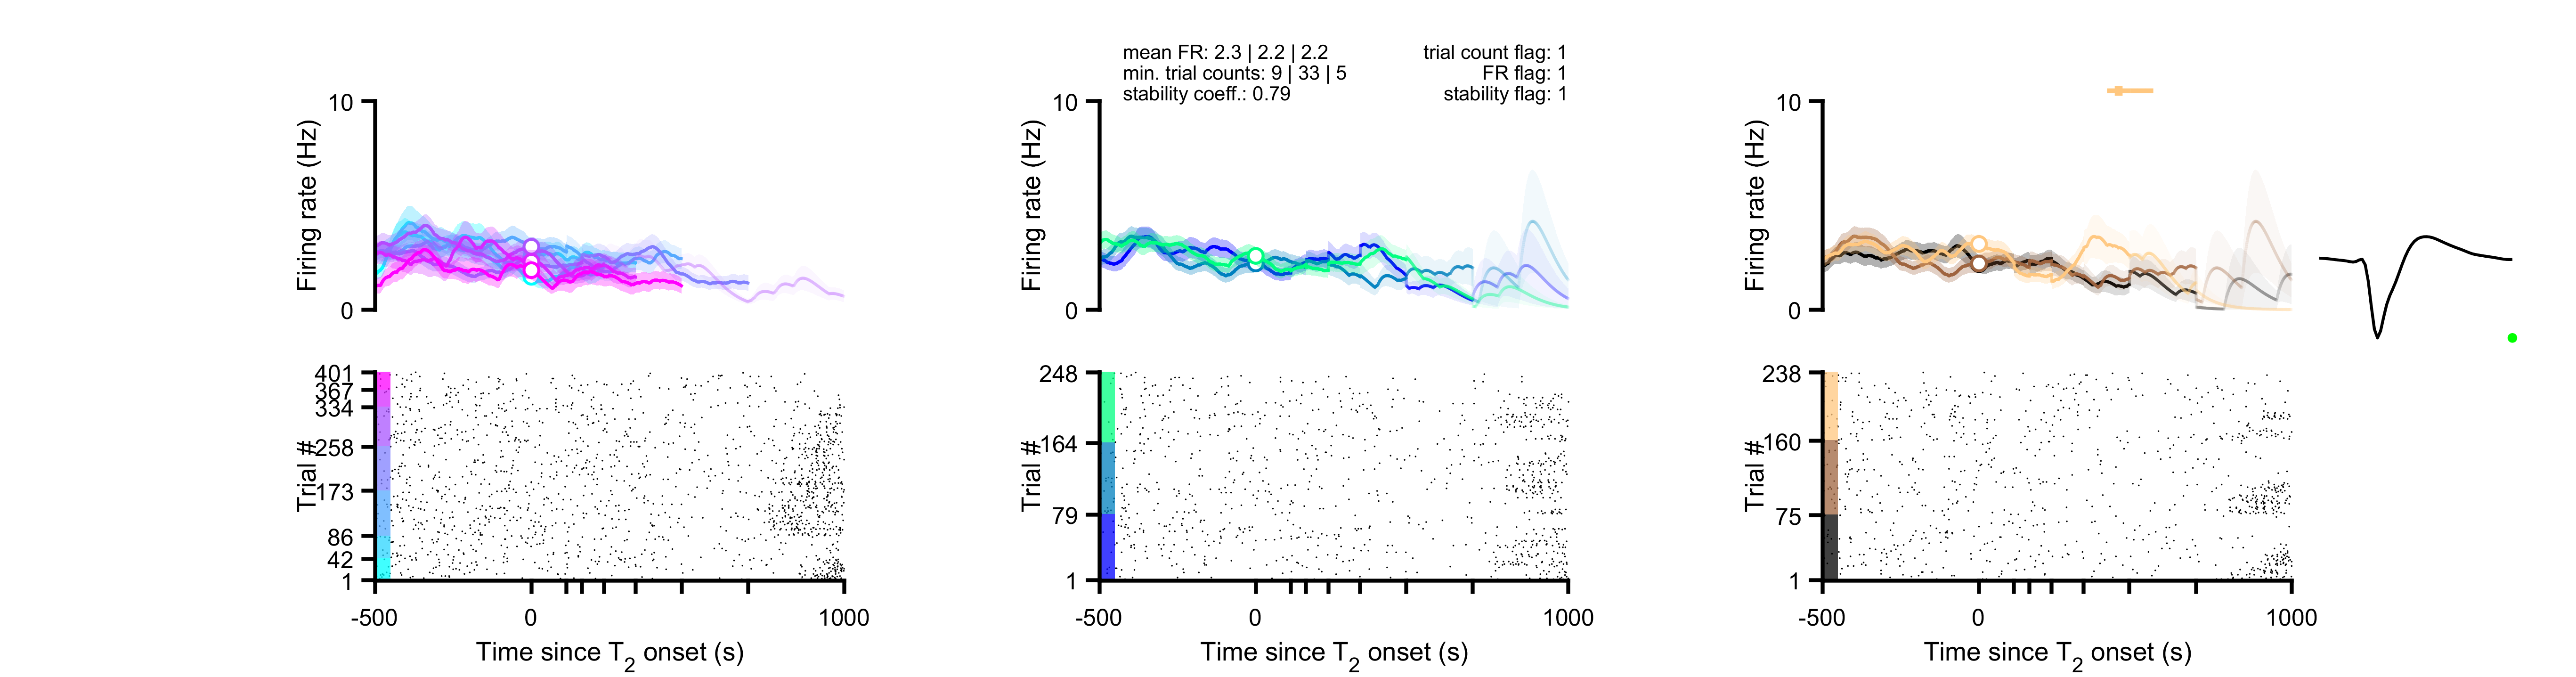 mean FR: 2.3 | 2.2 | 2.2
min. trial counts: 9 | 33 | 5
stability coeff.: 0.79
trial count flag: 1
FR flag: 1
stability flag: 1
10
Firing rate (Hz)
0
10
Firing rate (Hz)
0
10
Firing rate (Hz)
0
401
367
334
258
173
86
42
1
Trial #
-500
0
1000
Time since T2 onset (s)
248
164
79
1
Trial #
-500
0
1000
Time since T2 onset (s)
238
160
75
1
Trial #
-500
0
1000
Time since T2 onset (s)